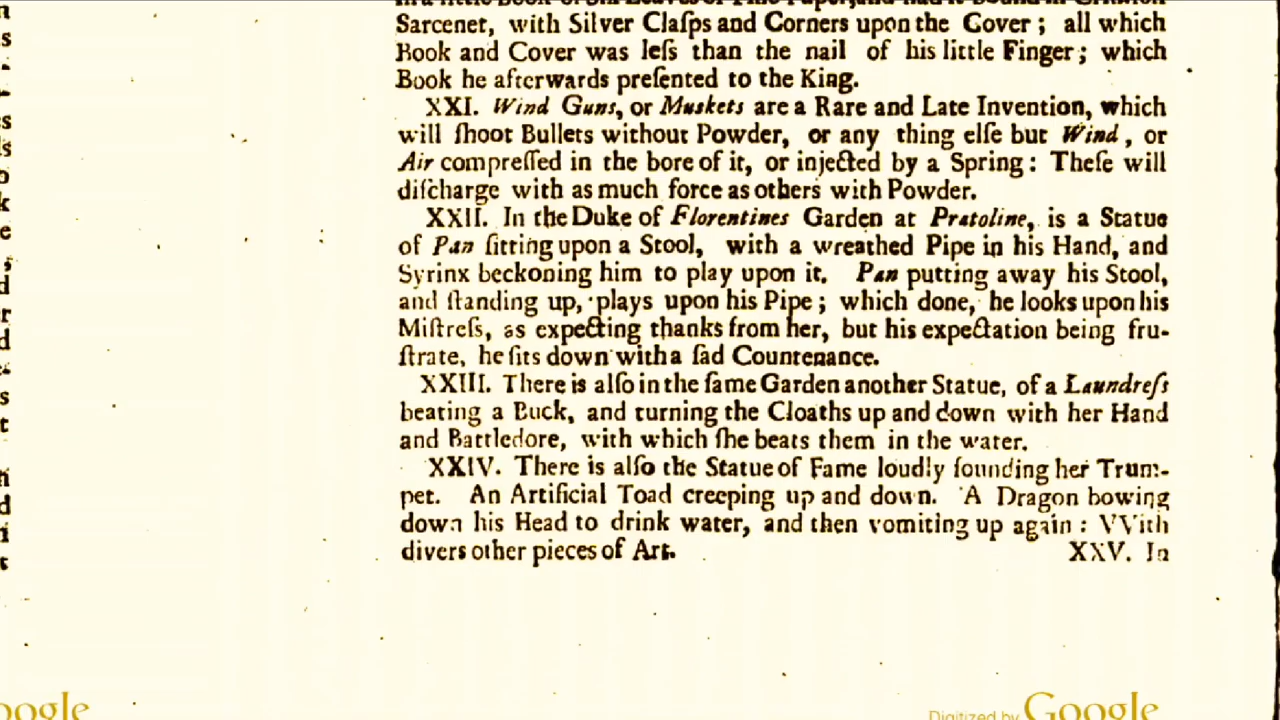 Sarcenet, with Silver Claſps and Corners upon the Cover; all which
Book and Cover was leſs than the nail of his little Finger; which
Book he afterwards preſented to the King.
XXI. Wind Guns, or Muskets are a Rare and Late Invention, which
will ſhoot Bullets without Powder, or any thing elſe but Wind, or
Air compreſſed in the bore of it, or injected by a Spring: Theſe will
diſcharge with as much force as others with Powder.
XXII. In the Duke of Florentines Garden at Pratoline, is a Statue
of Pan ſitting upon a Stool, with a wreathed Pipe in his Hand, and
Syrinx beckoning him to play upon it. Pan putting away his Stool,
and ſtanding up, plays upon his Pipe; which done, he looks upon his
Miſtreſs, as expecting thanks from her, but his expectation being fru-
ſtrate, he ſits down with a ſad Countenance.
XXIII. There is alſo in the ſame Garden another Statue, of a Laundreſs
beating a Buck, and turning the Cloaths up and down with her Hand
and Battledore, with which ſhe beats them in the water.
XXIV. There is alſo the Statue of Fame loudly ſounding her Trum-
pet. An Artificial Toad creeping up and down. A Dragon bowing
down his Head to drink water, and then vomiting up again: VVith
divers other pieces of Art. XXV. In
Digitized by Google